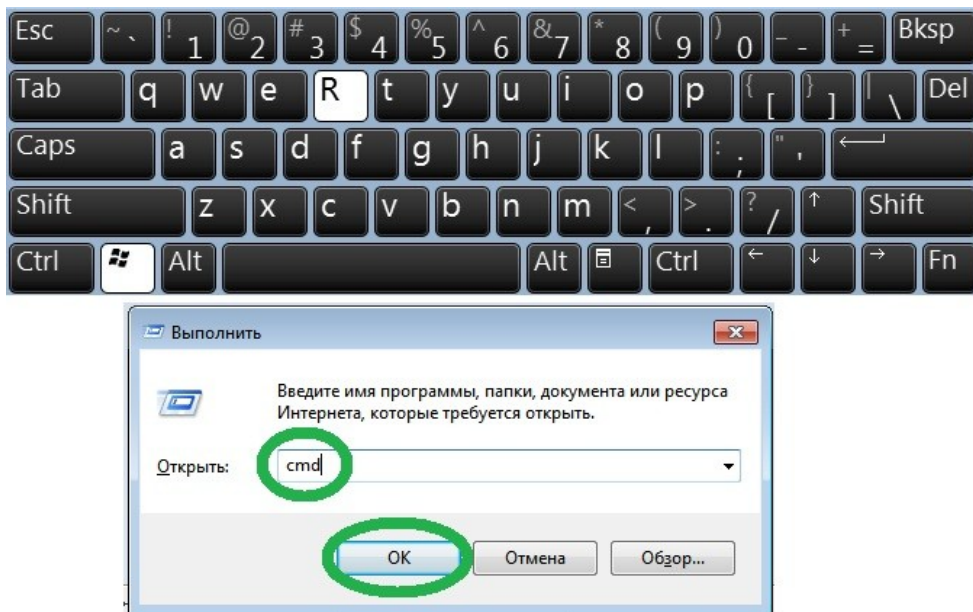 Esc ~ ` ! 1 @ 2 # 3 $ 4 % 5 ^ 6 & 7 * 8 ( 9 ) 0 _ - + = Bksp
Tab q w e R t y u i o p { [ } ] | \ Del
Caps a s d f g h j k l : ; " ' ←
Shift z x c v b n m < , > . ? / ↑ Shift
Ctrl Alt Alt Ctrl ← ↓ → Fn
Выполнить
Введите имя программы, папки, документа или ресурса
Интернета, которые требуется открыть.
Открыть: cmd
ОК Отмена Обзор...